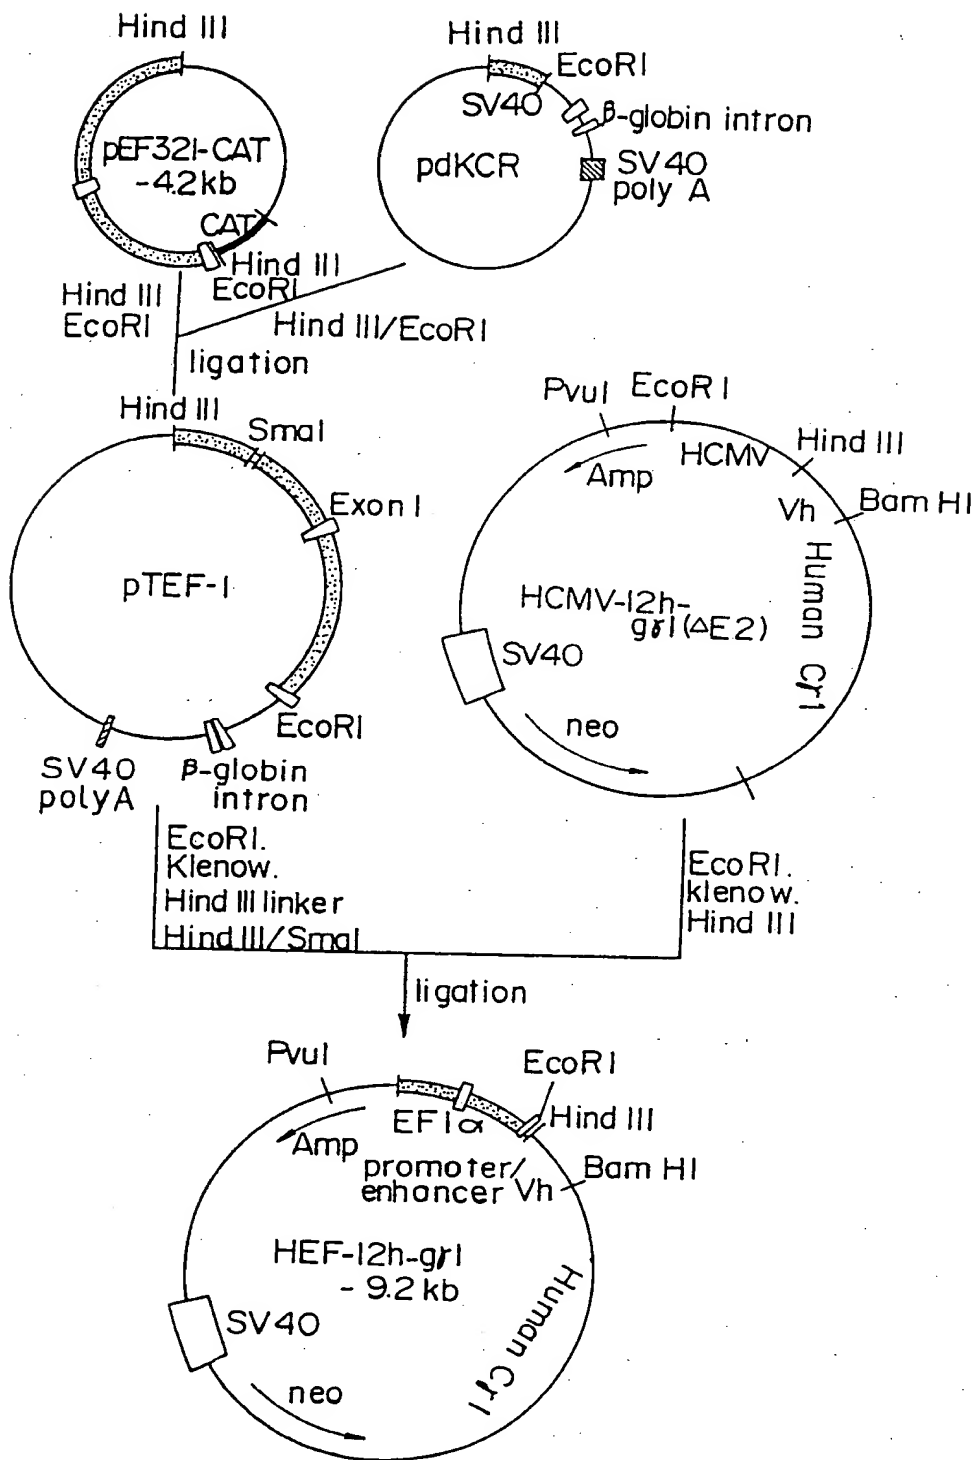 Hind III
pEF321-CAT
-4.2kb
CAT
Hind III
EcoRI
Hind III
EcoRI
SV40
β-globin intron
pdKCR
SV40
poly A
Hind III
EcoRI
Hind III/EcoRI
ligation
Hind III
SmaI
Exon I
pTEF-1
EcoRI
SV40
polyA
β-globin
intron
PvuI
EcoRI
HCMV
Hind III
Amp
Vh
Bam HI
HCMV-12h-
gγ1(ΔE2)
Human Cγ1
SV40
neo
EcoRI.
Klenow.
Hind III linker
Hind III/SmaI
EcoRI.
klenow.
Hind III
ligation
PvuI
EcoRI
EF1α
Hind III
Amp
promoter/
enhancer
Vh
Bam HI
HEF-12h-gγ1
- 9.2 kb
Human Cγ1
SV40
neo